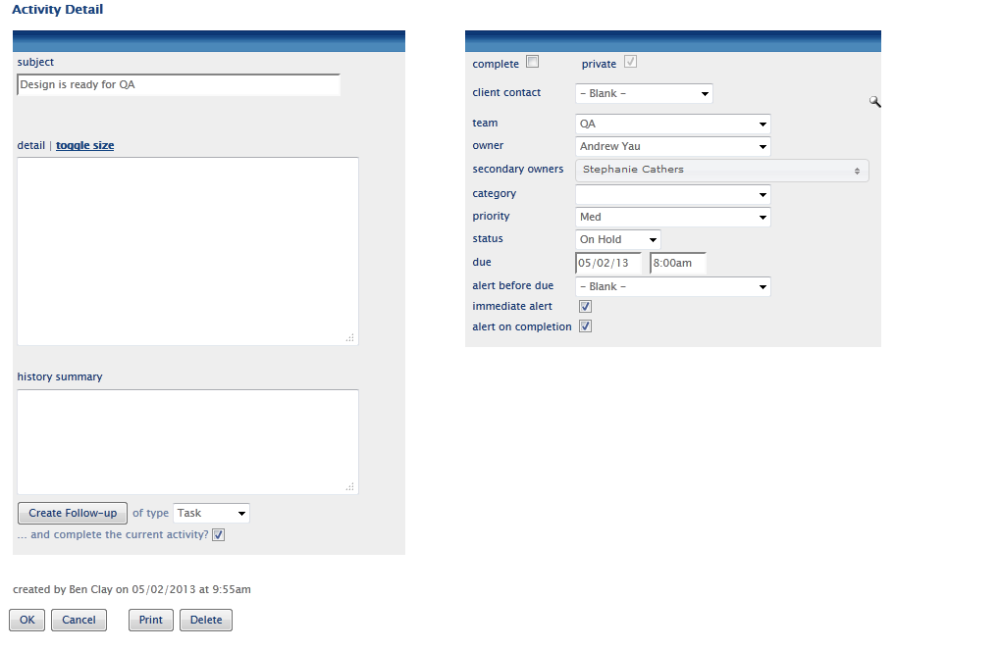 Activity Detail
subject
Design is ready for QA
detail | toggle size
history summary
Create Follow-up of type Task
... and complete the current activity?
complete private
client contact – Blank –
team QA
owner Andrew Yau
secondary owners Stephanie Cathers
category
priority Med
status On Hold
due 05/02/13 8:00am
alert before due – Blank –
immediate alert
alert on completion
created by Ben Clay on 05/02/2013 at 9:55am
OK Cancel Print Delete